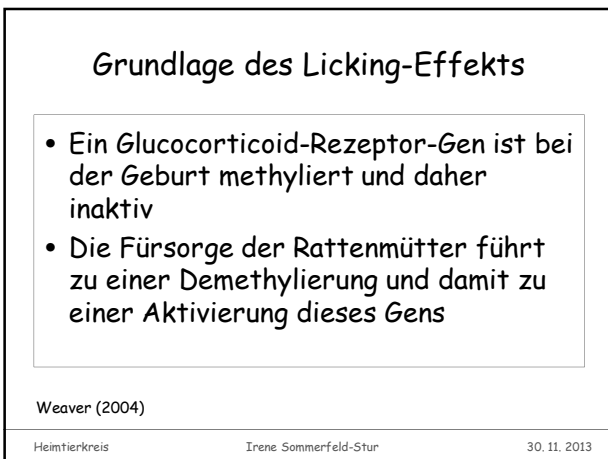 Grundlage des Licking-Effekts
• Ein Glucocorticoid-Rezeptor-Gen ist bei
der Geburt methyliert und daher
inaktiv
• Die Fürsorge der Rattenmütter führt
zu einer Demethylierung und damit zu
einer Aktivierung dieses Gens
Weaver (2004)
Heimtierkreis Irene Sommerfeld-Stur 30. 11. 2013